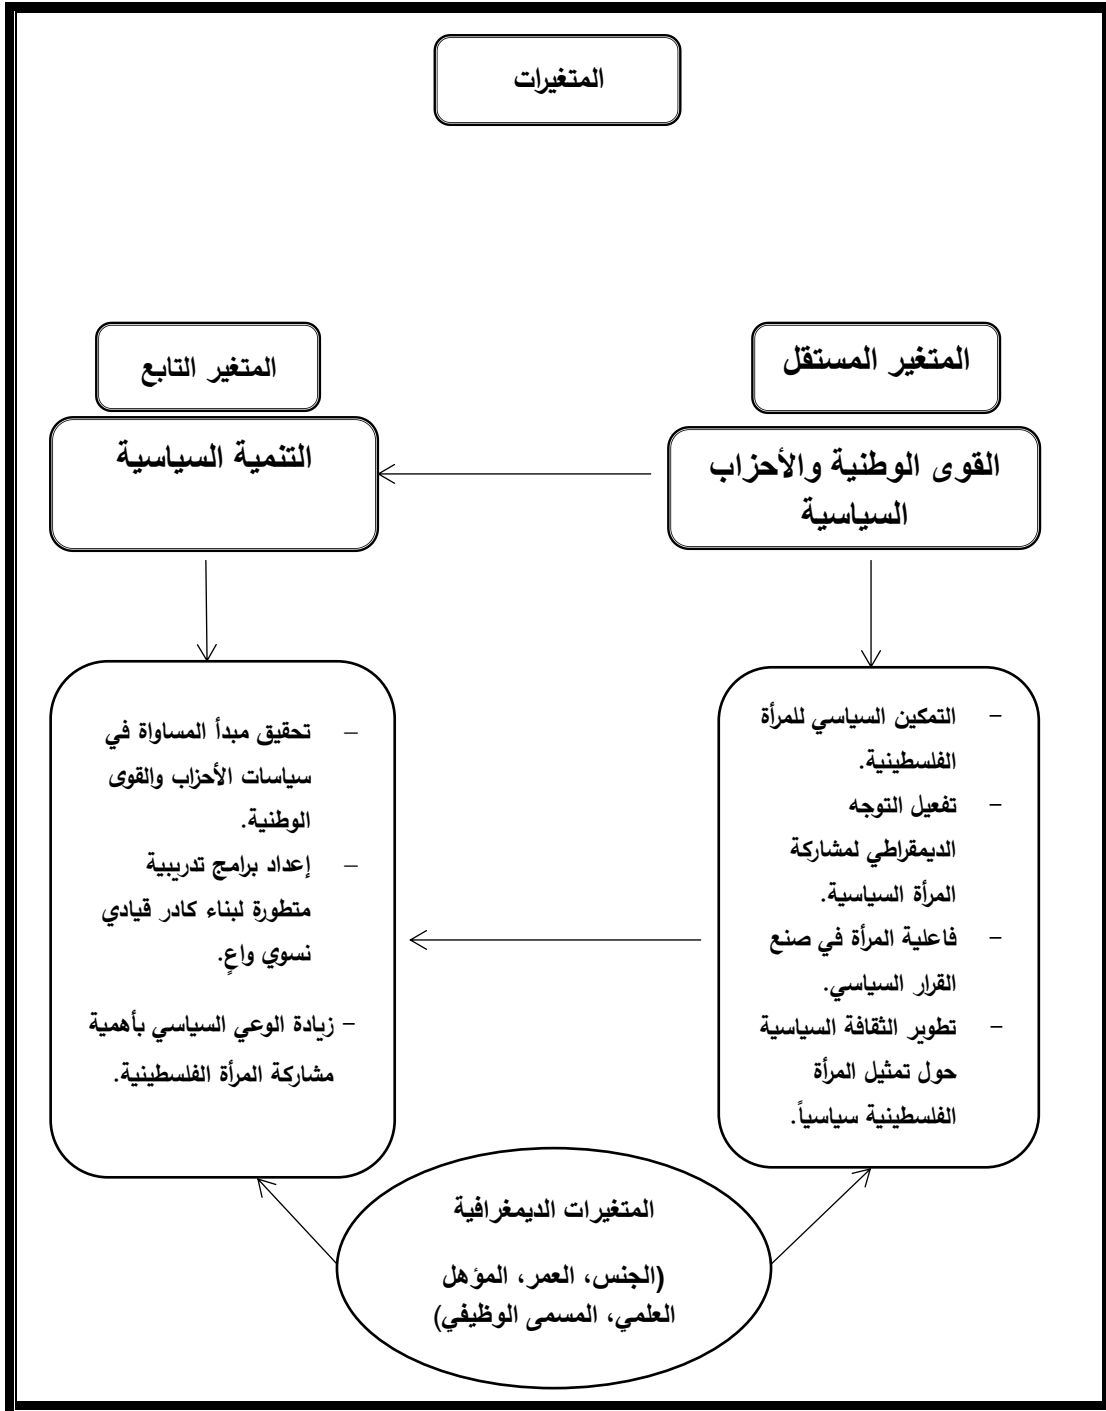 المتغيرات
المتغير المستقل
المتغير التابع
القوى الوطنية والأحزاب
السياسية
التنمية السياسية
- التمكين السياسي للمرأة
الفلسطينية.
- تفعيل التوجه
الديمقراطي لمشاركة
المرأة السياسية.
- فاعلية المرأة في صنع
القرار السياسي.
- تطوير الثقافة السياسية
حول تمثيل المرأة
الفلسطينية سياسياً.
- تحقيق مبدأ المساواة في
سياسات الأحزاب والقوى
الوطنية.
- إعداد برامج تدريبية
متطورة لبناء كادر قيادي
نسوي واعٍ.
- زيادة الوعي السياسي بأهمية
مشاركة المرأة الفلسطينية.
المتغيرات الديمغرافية
(الجنس، العمر، المؤهل
العلمي، المسمى الوظيفي)